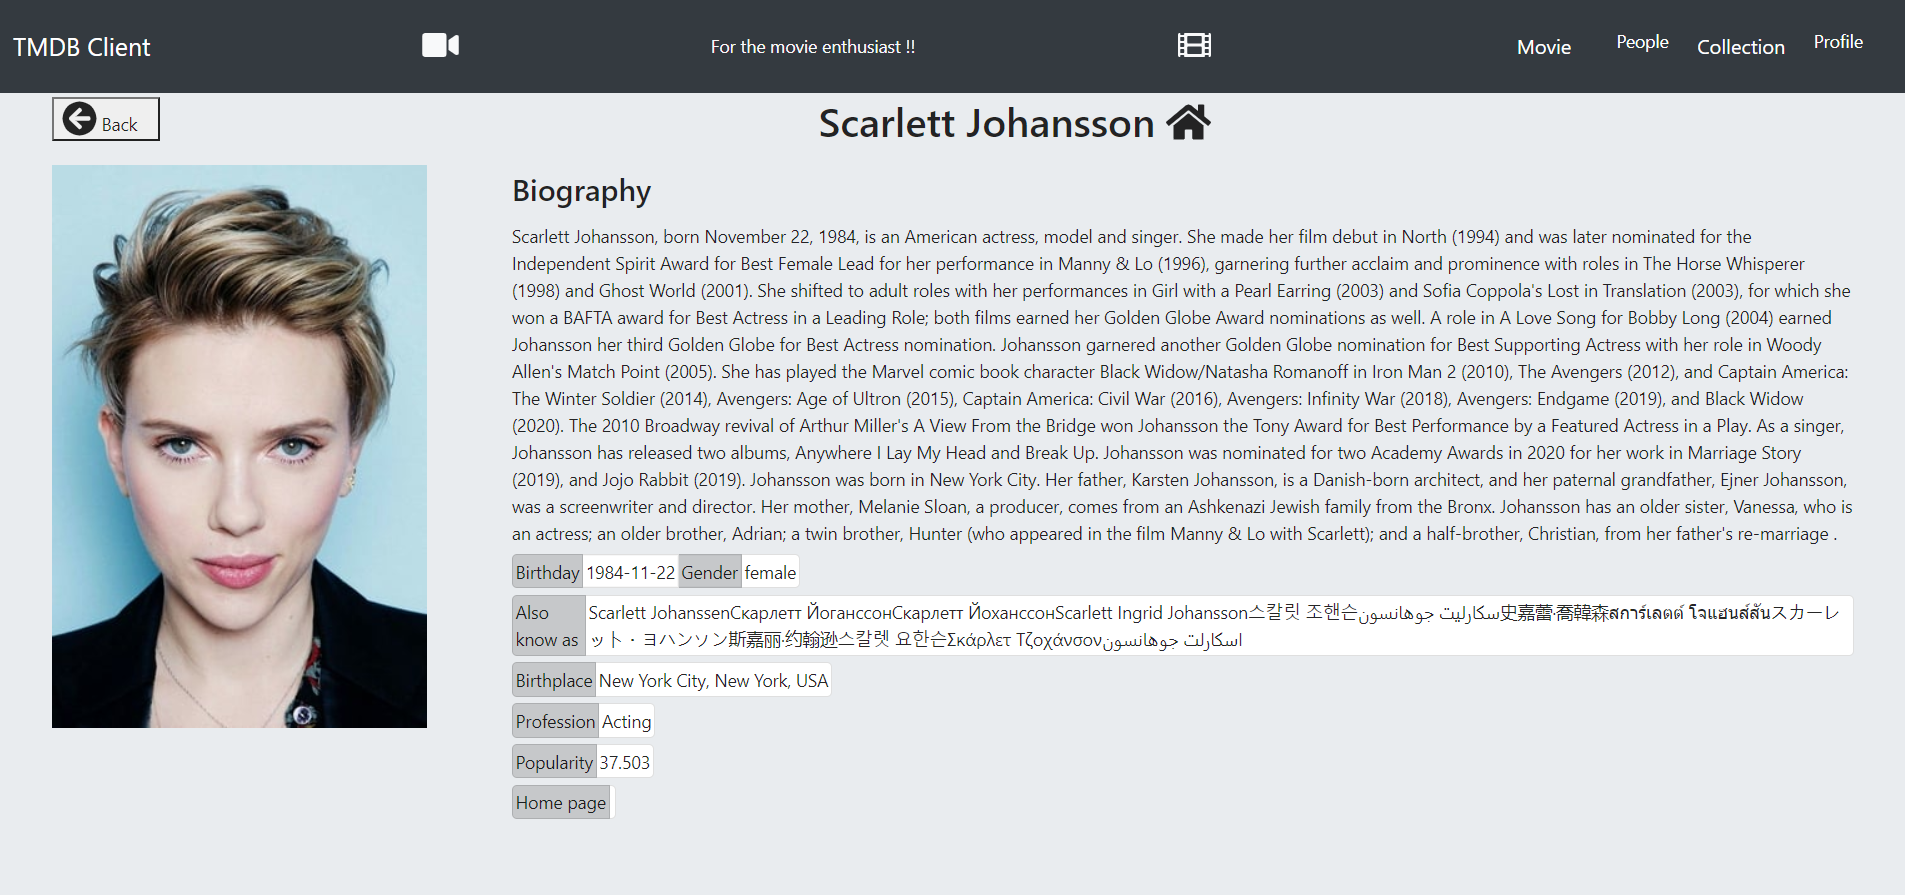 TMDB Client
For the movie enthusiast !!
Movie People Collection Profile
Back
Scarlett Johansson
Biography
Scarlett Johansson, born November 22, 1984, is an American actress, model and singer. She made her film debut in North (1994) and was later nominated for the
Independent Spirit Award for Best Female Lead for her performance in Manny & Lo (1996), garnering further acclaim and prominence with roles in The Horse Whisperer
(1998) and Ghost World (2001). She shifted to adult roles with her performances in Girl with a Pearl Earring (2003) and Sofia Coppola's Lost in Translation (2003), for which she
won a BAFTA award for Best Actress in a Leading Role; both films earned her Golden Globe Award nominations as well. A role in A Love Song for Bobby Long (2004) earned
Johansson her third Golden Globe for Best Actress nomination. Johansson garnered another Golden Globe nomination for Best Supporting Actress with her role in Woody
Allen's Match Point (2005). She has played the Marvel comic book character Black Widow/Natasha Romanoff in Iron Man 2 (2010), The Avengers (2012), and Captain America:
The Winter Soldier (2014), Avengers: Age of Ultron (2015), Captain America: Civil War (2016), Avengers: Infinity War (2018), Avengers: Endgame (2019), and Black Widow
(2020). The 2010 Broadway revival of Arthur Miller's A View From the Bridge won Johansson the Tony Award for Best Performance by a Featured Actress in a Play. As a singer,
Johansson has released two albums, Anywhere I Lay My Head and Break Up. Johansson was nominated for two Academy Awards in 2020 for her work in Marriage Story
(2019), and Jojo Rabbit (2019). Johansson was born in New York City. Her father, Karsten Johansson, is a Danish-born architect, and her paternal grandfather, Ejner Johansson,
was a screenwriter and director. Her mother, Melanie Sloan, a producer, comes from an Ashkenazi Jewish family from the Bronx. Johansson has an older sister, Vanessa, who is
an actress; an older brother, Adrian; a twin brother, Hunter (who appeared in the film Manny & Lo with Scarlett); and a half-brother, Christian, from her father's re-marriage .
Birthday 1984-11-22 Gender female
Also know as
Scarlett JohanssenСкарлетт ЙоганссонСкарлетт ЙоханссонScarlett Ingrid Johansson스칼릿 조핸슨سكارليت جوهانسون史嘉蕾·喬韓森สการ์เลตต์ โจแฮนส์สันスカーレ
ット・ヨハンソン斯嘉丽·约翰逊스칼렛 요한슨Σκάρλετ Τζοχάνσονاسکارلت جوهانسون
Birthplace New York City, New York, USA
Profession Acting
Popularity 37.503
Home page